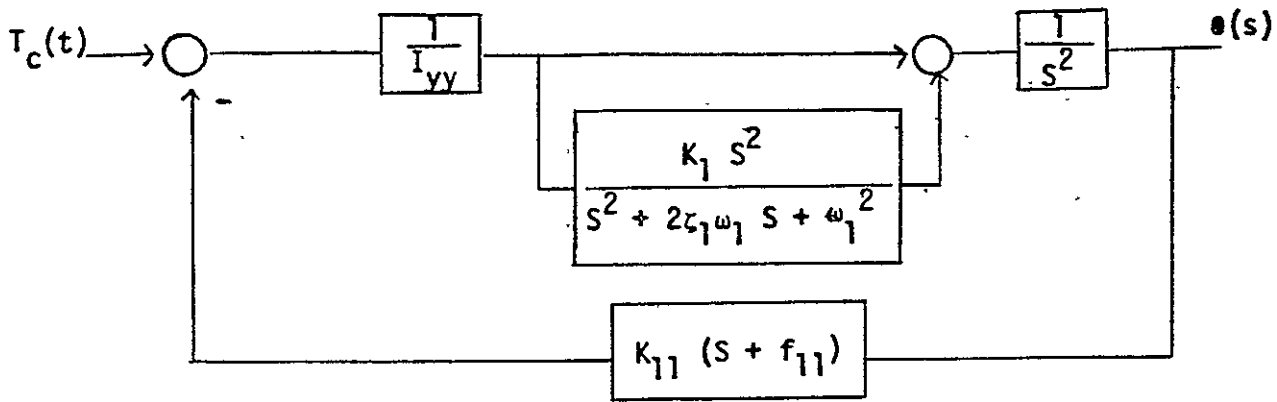 T_c(t)
1
I_yy
1
S^2
θ(s)
K_1 S^2
S^2 + 2ζ_1ω_1 S + ω_1^2
-
K_11 (S + f_11)